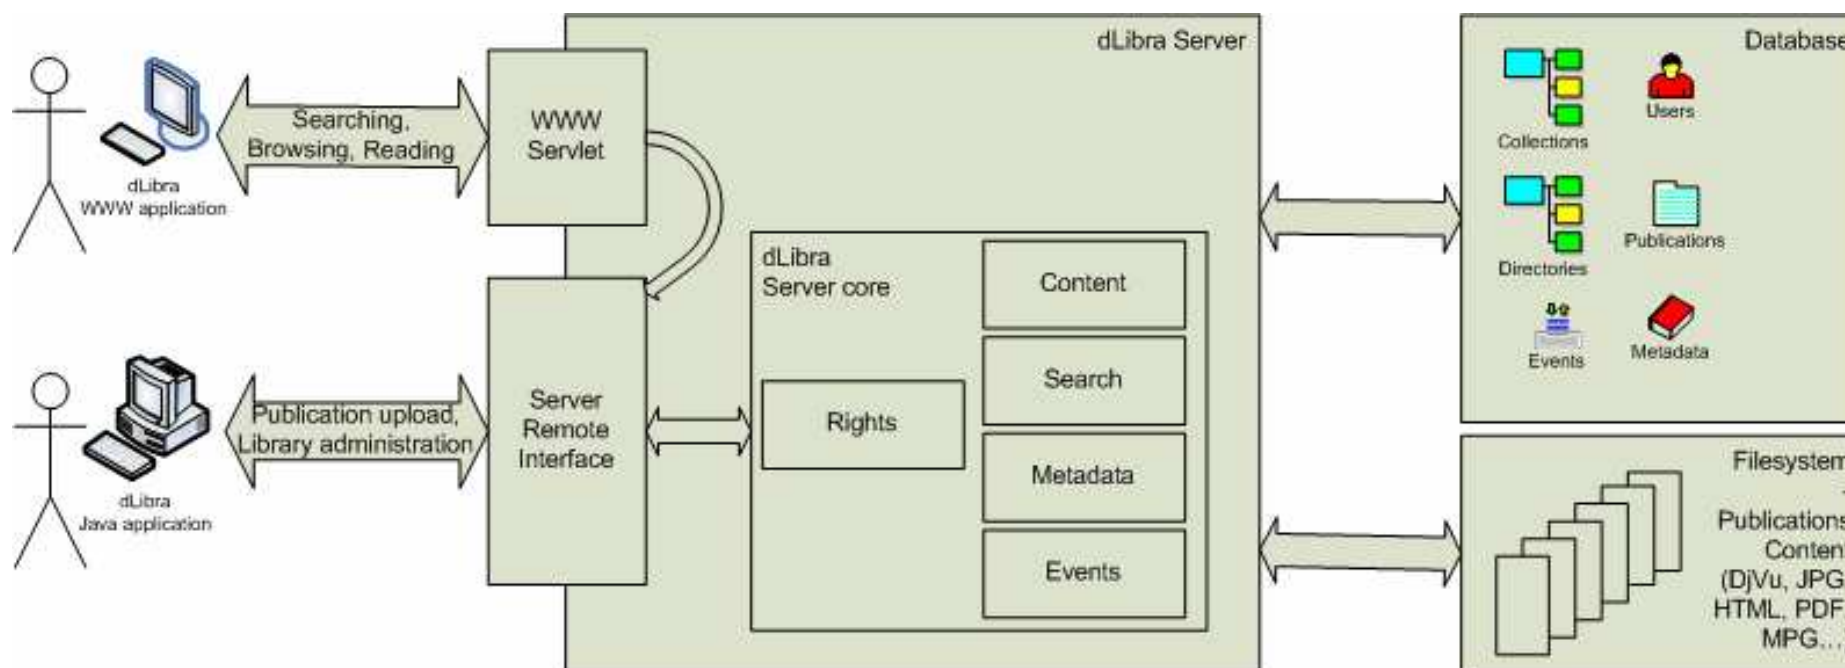 dLibra
WWW application
Searching,
Browsing, Reading
WWW
Servlet
dLibra
Java application
Publication upload,
Library administration
Server
Remote
Interface
dLibra Server
dLibra
Server core
Rights
Content
Search
Metadata
Events
Database
Collections
Users
Directories
Publications
Events
Metadata
Filesystem
-
Publications
Conten
(DjVu, JPG
HTML, PDF
MPG...